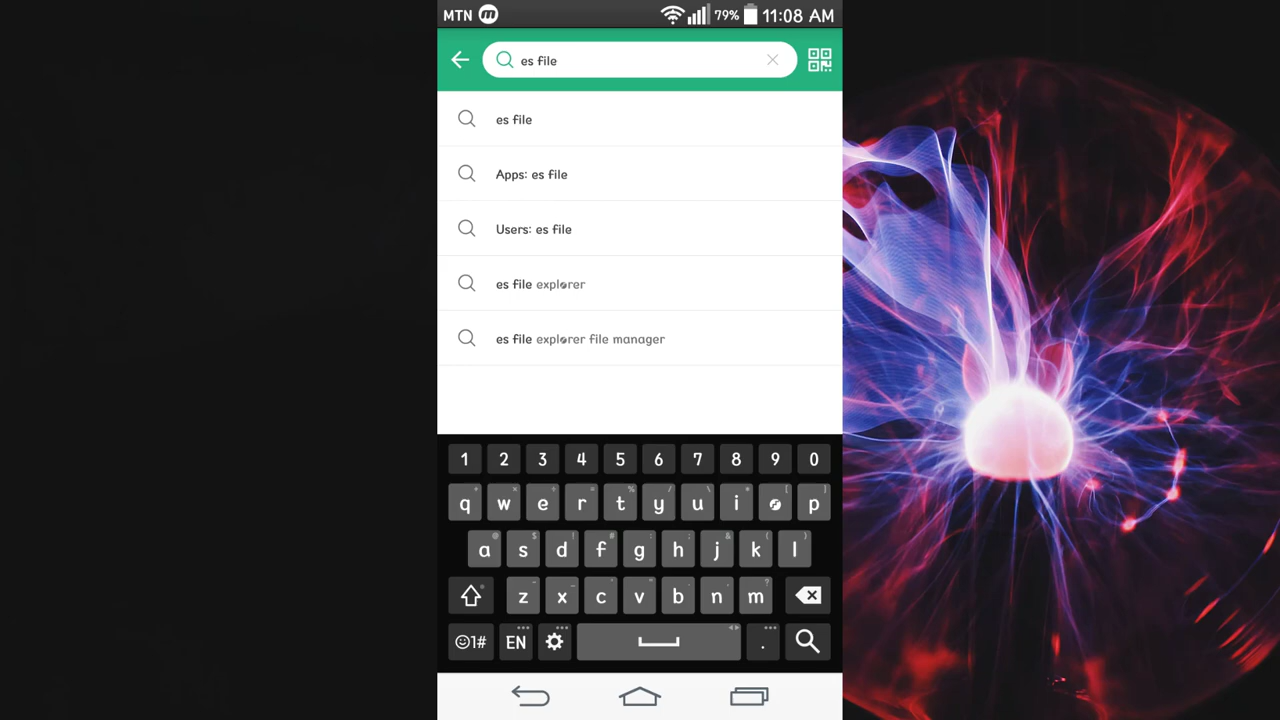 MTN m 79% 11:08 AM
es file
es file
Apps: es file
Users: es file
es file explorer
es file explorer file manager
1 2 3 4 5 6 7 8 9 0
q w e r t y u i o p
a s d f g h j k l
z x c v b n m
1# EN .